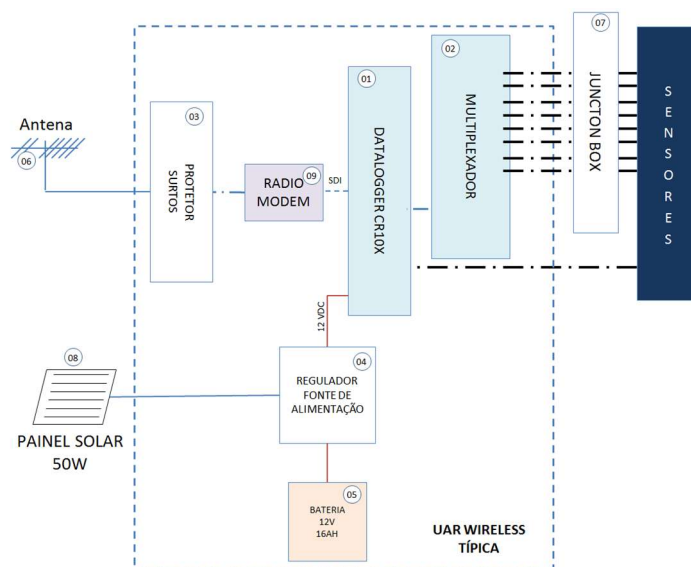 07
02
01
JUNCTON BOX
SENSORES
MULTIPLEXADOR
DATALOGGER CR10X
Antena
06
03
PROTETOR
SURTOS
09
RADIO
MODEM
SDI
12 VDC
04
REGULADOR
FONTE DE
ALIMENTAÇÃO
08
PAINEL SOLAR
50W
05
BATERIA
12V
16AH
UAR WIRELESS
TÍPICA